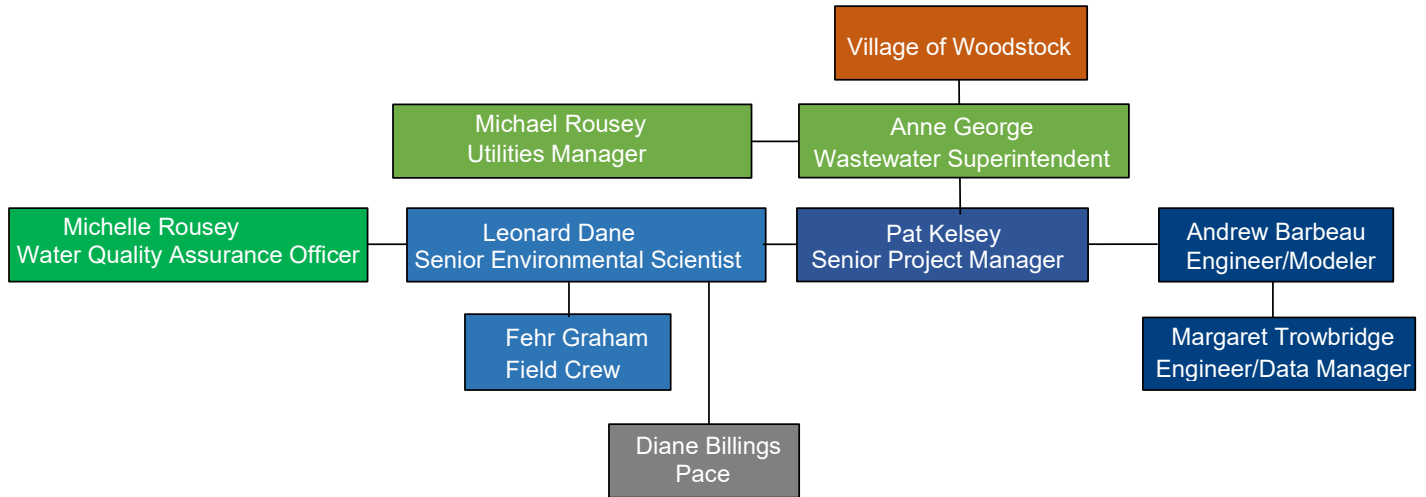 Village of Woodstock
Michael Rousey
Utilities Manager
Anne George
Wastewater Superintendent
Michelle Rousey
Water Quality Assurance Officer
Leonard Dane
Senior Environmental Scientist
Pat Kelsey
Senior Project Manager
Andrew Barbeau
Engineer/Modeler
Fehr Graham
Field Crew
Margaret Trowbridge
Engineer/Data Manager
Diane Billings
Pace